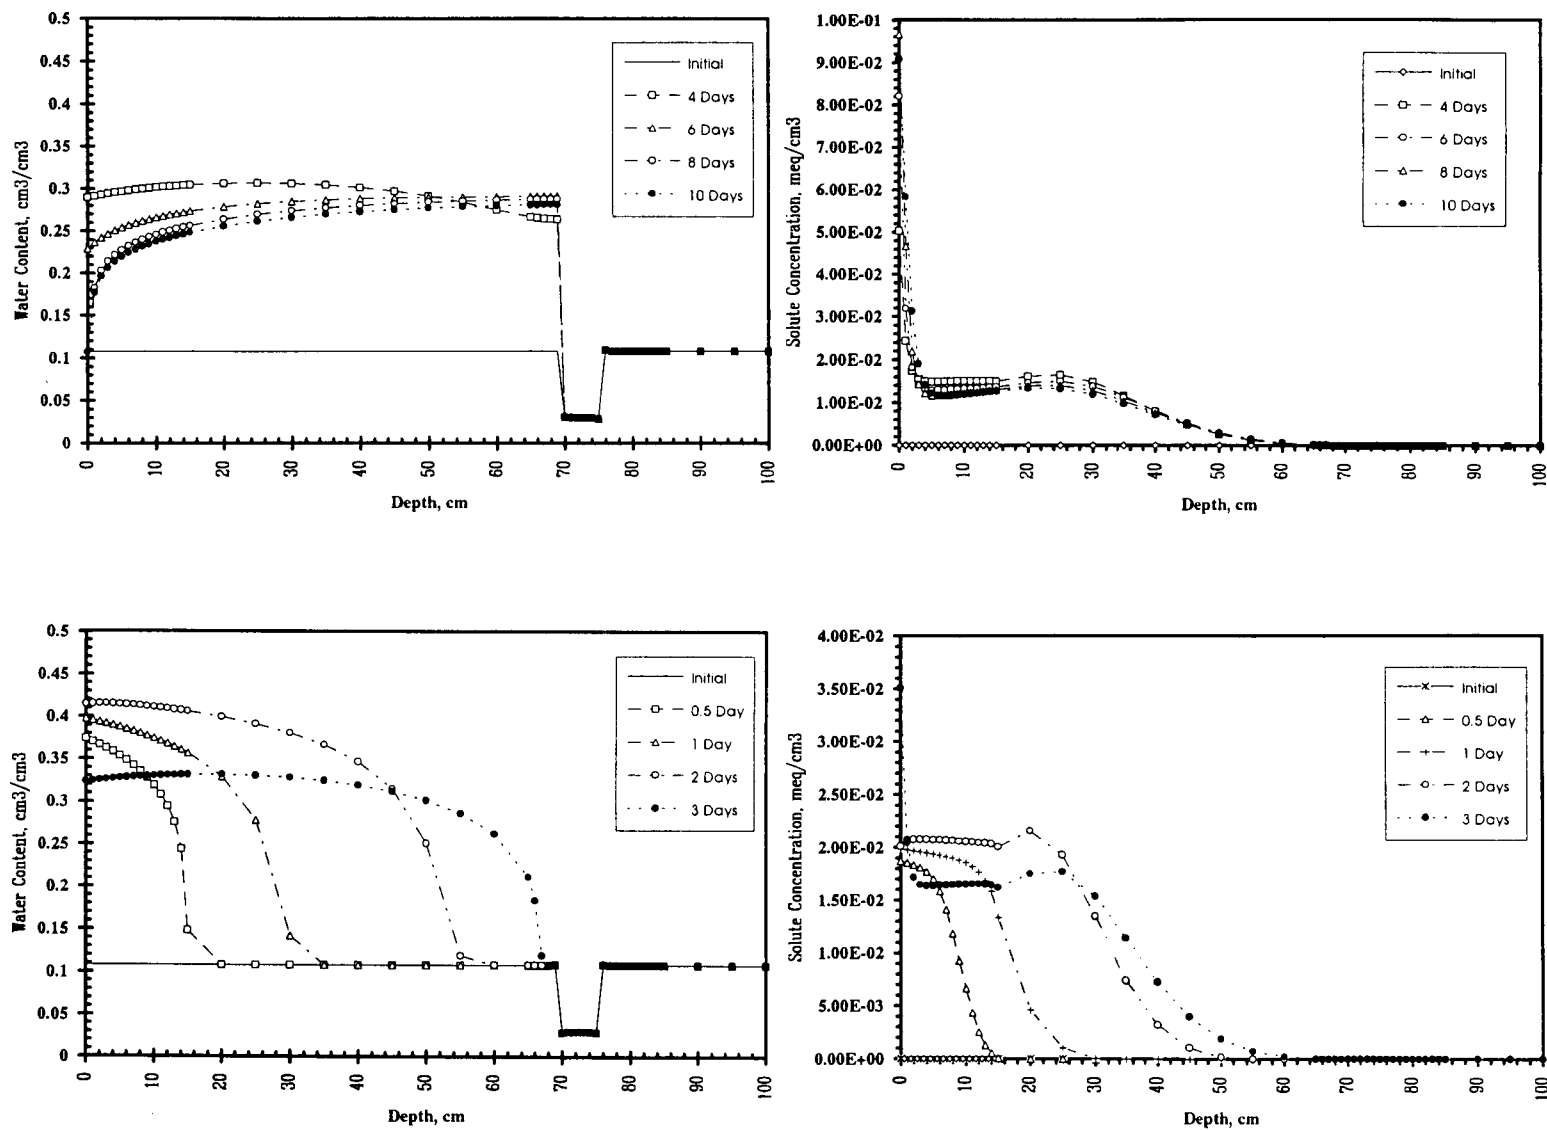 0.5
0.45
0.4
0.35
0.3
0.25
0.2
0.15
0.1
0.05
0
Water Content, cm3/cm3
Initial
4 Days
6 Days
8 Days
10 Days
0 10 20 30 40 50 60 70 80 90 100
Depth, cm
1.00E-01
9.00E-02
8.00E-02
7.00E-02
6.00E-02
5.00E-02
4.00E-02
3.00E-02
2.00E-02
1.00E-02
0.00E+00
Solute Concentration, meq/cm3
Initial
4 Days
6 Days
8 Days
10 Days
0 10 20 30 40 50 60 70 80 90 100
Depth, cm
0.5
0.45
0.4
0.35
0.3
0.25
0.2
0.15
0.1
0.05
0
Water Content, cm3/cm3
Initial
0.5 Day
1 Day
2 Days
3 Days
0 10 20 30 40 50 60 70 80 90 100
Depth, cm
4.00E-02
3.50E-02
3.00E-02
2.50E-02
2.00E-02
1.50E-02
1.00E-02
5.00E-03
0.00E+00
Solute Concentration, meq/cm3
Initial
0.5 Day
1 Day
2 Days
3 Days
0 10 20 30 40 50 60 70 80 90 100
Depth, cm